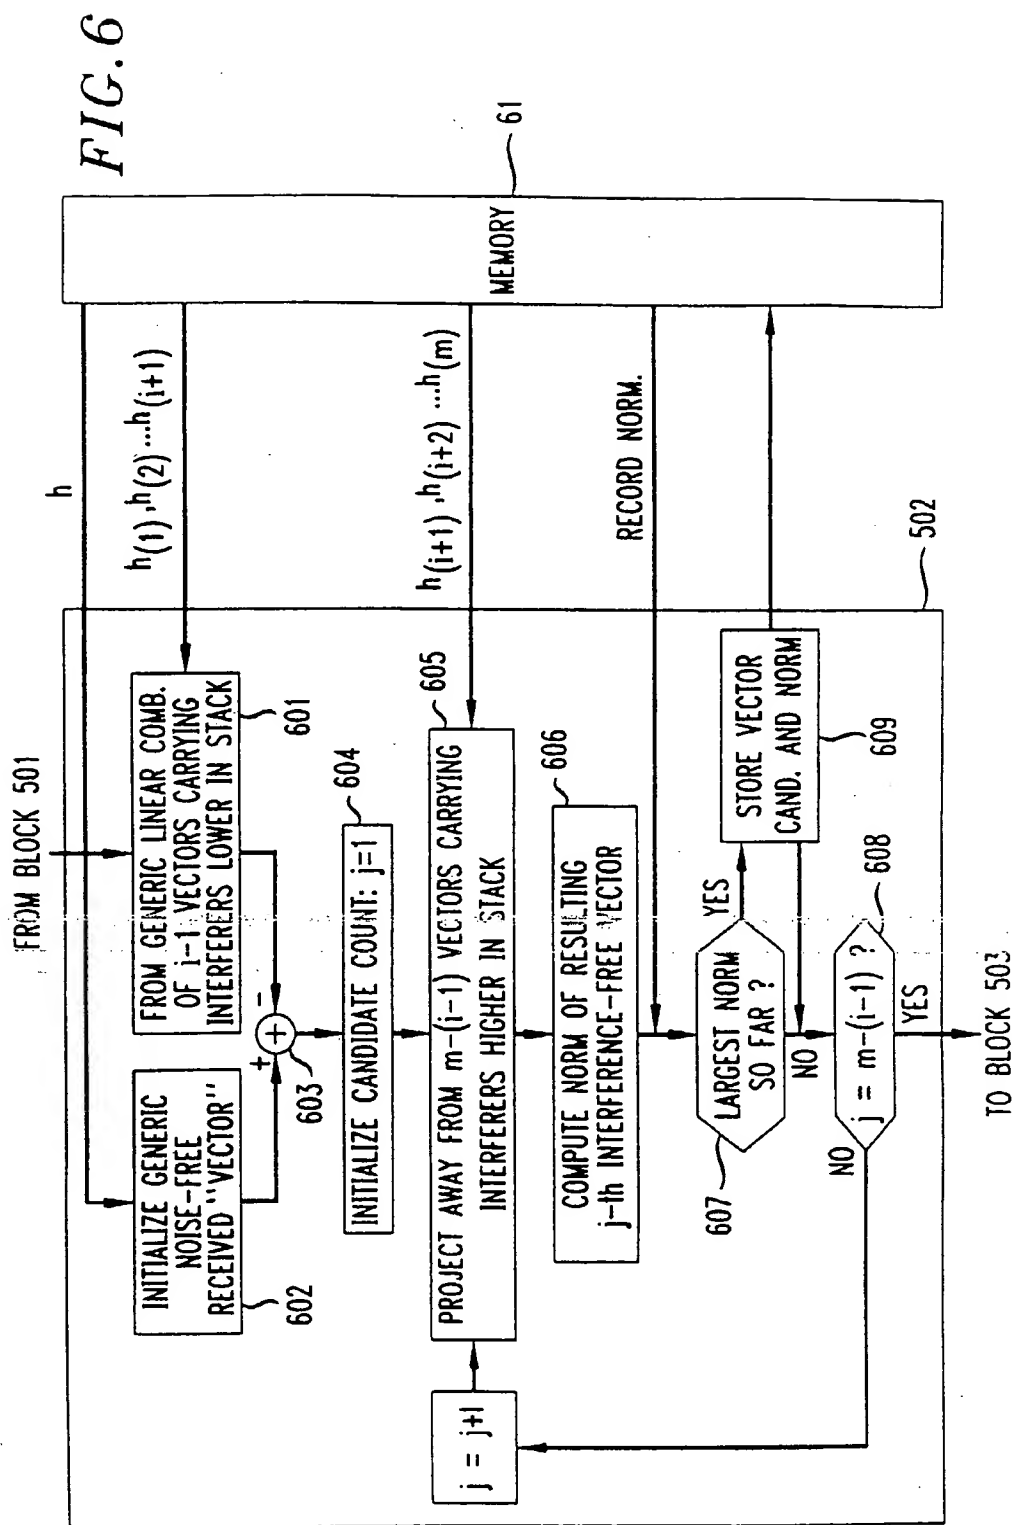 FIG. 6
FROM BLOCK 501
INITIALIZE GENERIC
NOISE-FREE
RECEIVED "VECTOR"
602
FROM GENERIC LINEAR COMB.
OF i-1 VECTORS CARRYING
INTERFERERS LOWER IN STACK
601
h
h(1),h(2)...h(i+1)
+
-
+
603
INITIALIZE CANDIDATE COUNT: j=1
604
PROJECT AWAY FROM m-(i-1) VECTORS CARRYING
INTERFERERS HIGHER IN STACK
605
h(i+1),h(i+2)...h(m)
j = j+1
COMPUTE NORM OF RESULTING
j-th INTERFERENCE-FREE VECTOR
606
RECORD NORM.
LARGEST NORM
SO FAR ?
607
YES
NO
STORE VECTOR
CAND. AND NORM
609
j = m-(i-1) ?
608
NO
YES
TO BLOCK 503
502
MEMORY
61